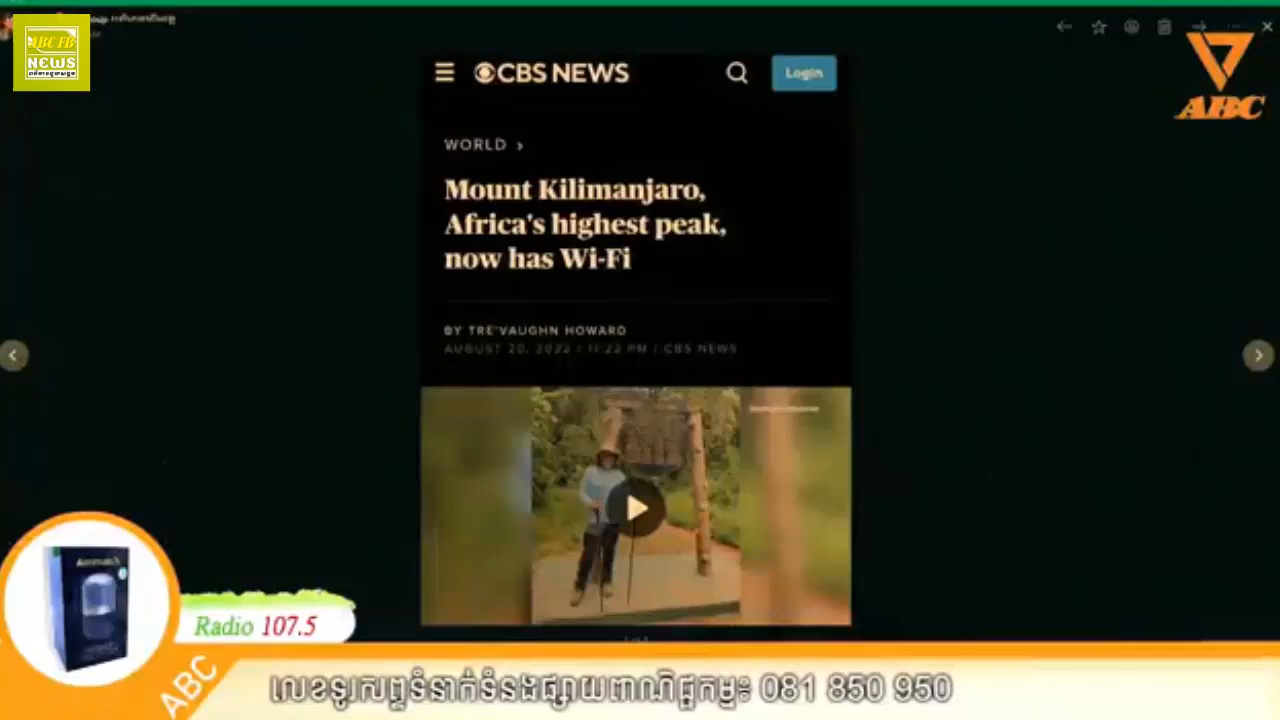 ABC FB
NEWS
CBS NEWS
Login
ABC
WORLD ›
Mount Kilimanjaro,
Africa's highest peak,
now has Wi-Fi
BY TRE'VAUGHN HOWARD
AUGUST 20, 2022 / 11:22 PM / CBS NEWS
Radio 107.5
ABC
លេខទូរសព្ទទំនាក់ទំនងផ្សាយពាណិជ្ជកម្ម៖ 081 850 950